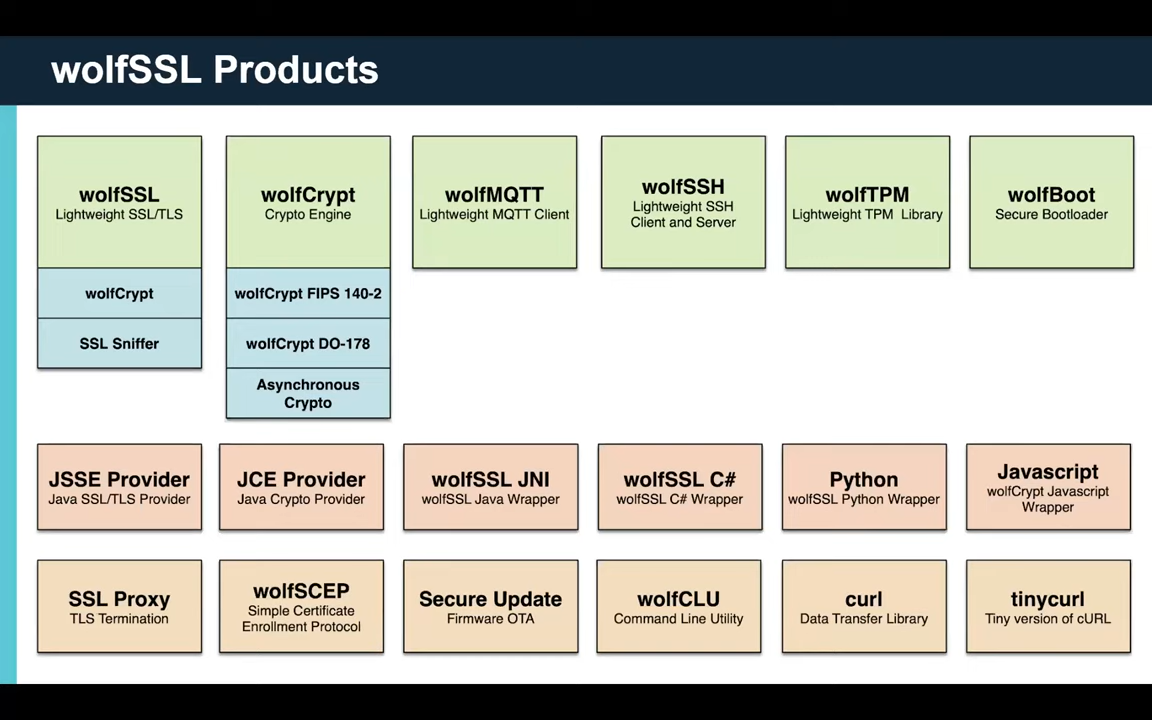 wolfSSL Products
wolfSSL
Lightweight SSL/TLS
wolfCrypt
SSL Sniffer
wolfCrypt
Crypto Engine
wolfCrypt FIPS 140-2
wolfCrypt DO-178
Asynchronous
Crypto
wolfMQTT
Lightweight MQTT Client
wolfSSH
Lightweight SSH
Client and Server
wolfTPM
Lightweight TPM Library
wolfBoot
Secure Bootloader
JSSE Provider
Java SSL/TLS Provider
JCE Provider
Java Crypto Provider
wolfSSL JNI
wolfSSL Java Wrapper
wolfSSL C#
wolfSSL C# Wrapper
Python
wolfSSL Python Wrapper
Javascript
wolfCrypt Javascript
Wrapper
SSL Proxy
TLS Termination
wolfSCEP
Simple Certificate
Enrollment Protocol
Secure Update
Firmware OTA
wolfCLU
Command Line Utility
curl
Data Transfer Library
tinycurl
Tiny version of cURL